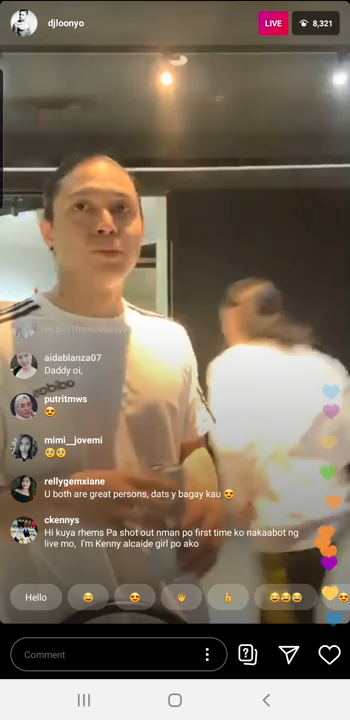 djloonyo
LIVE
8,321
aidablanza07
Daddy oi,
putritmws
😍
mimi__jovemi
🥺🥺
rellygemxiane
U both are great persons, dats y bagay kau 😍
ckennys
Hi kuya rhems Pa shot out nman po first time ko nakaabot ng
live mo, I'm Kenny alcaide girl po ako
Hello 😂 😍 👋 👍 😂😂😂 😍
Comment